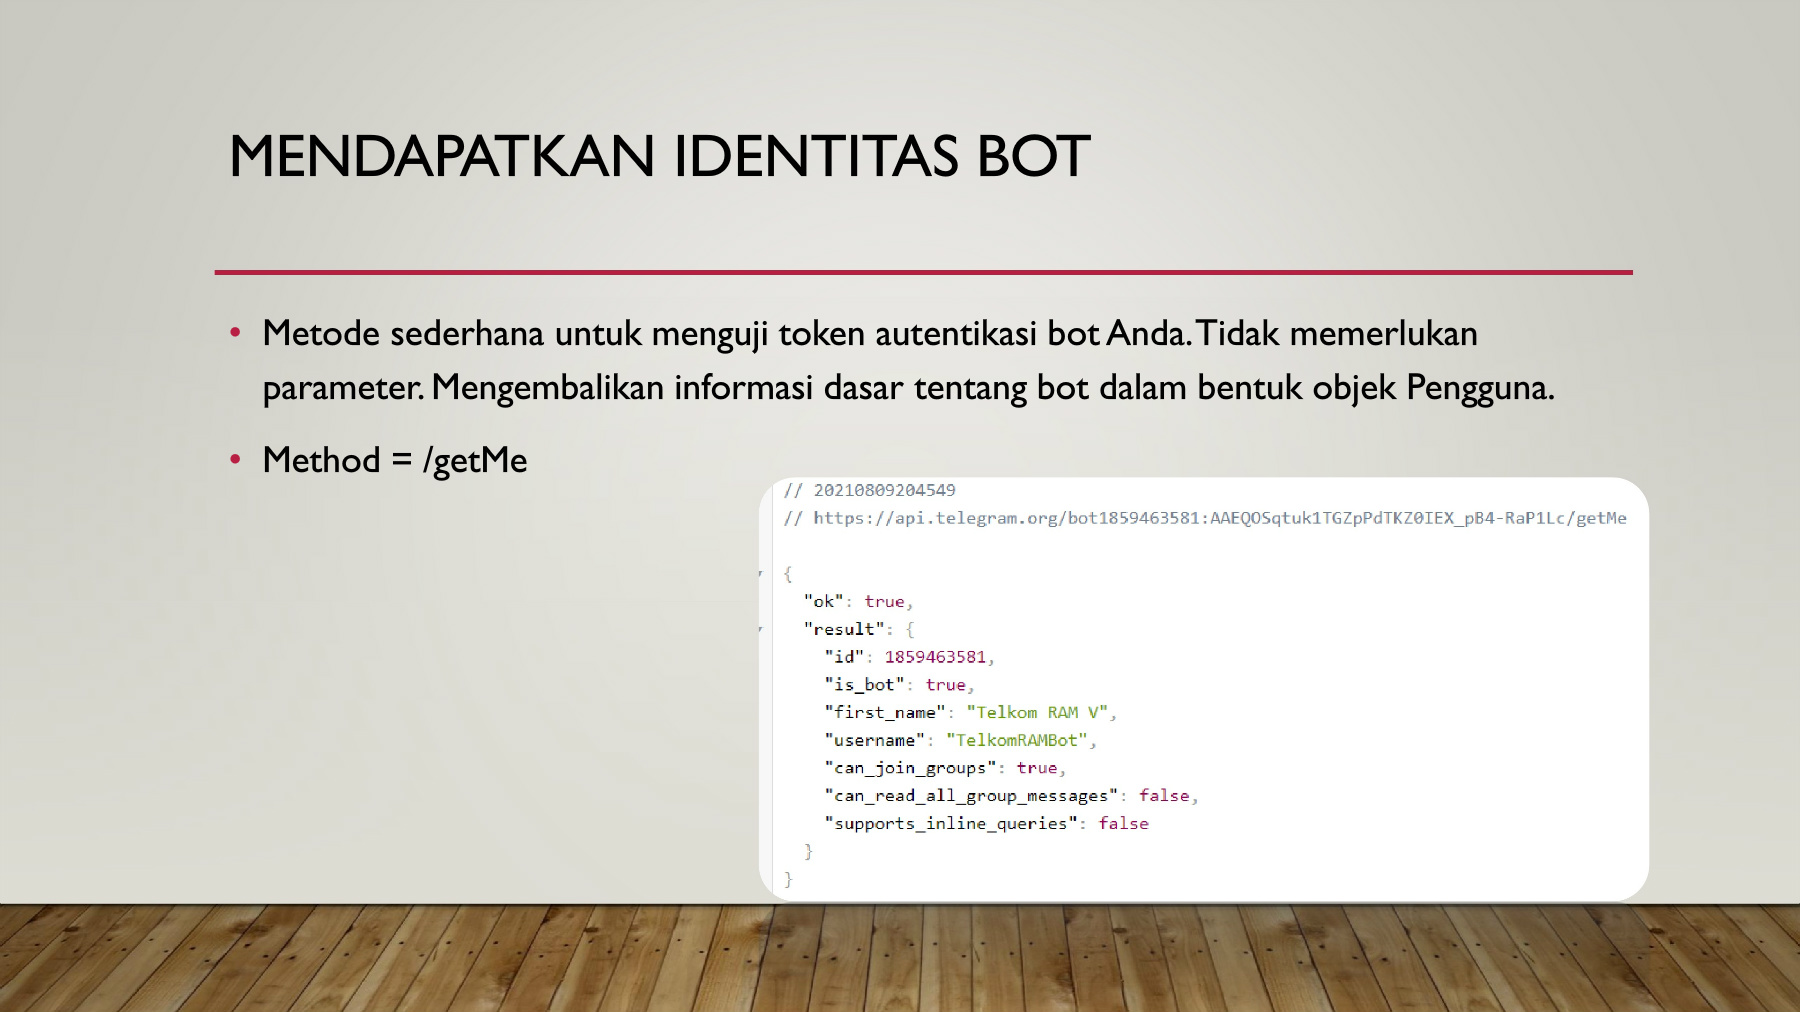 MENDAPATKAN IDENTITAS BOT
• Metode sederhana untuk menguji token autentikasi bot Anda. Tidak memerlukan
parameter. Mengembalikan informasi dasar tentang bot dalam bentuk objek Pengguna.
• Method = /getMe
// 20210809204549
// https://api.telegram.org/bot1859463581:AAEQOSqtuk1TGZpPdTKZ0IEX_pB4-RaP1Lc/getMe
{
"ok": true,
"result": {
"id": 1859463581,
"is_bot": true,
"first_name": "Telkom RAM V",
"username": "TelkomRAMBot",
"can_join_groups": true,
"can_read_all_group_messages": false,
"supports_inline_queries": false
}
}